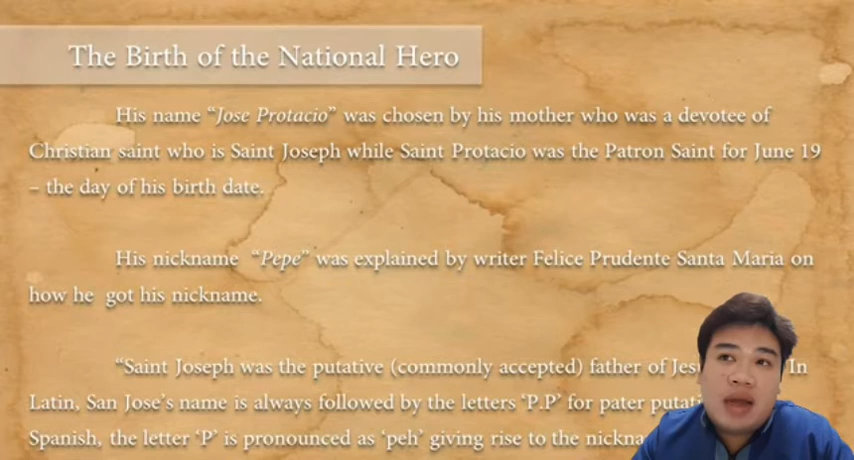 The Birth of the National Hero
His name “Jose Protacio” was chosen by his mother who was a devotee of
Christian saint who is Saint Joseph while Saint Protacio was the Patron Saint for June 19
– the day of his birth date.
His nickname “Pepe” was explained by writer Felice Prudente Santa Maria on
how he got his nickname.
“Saint Joseph was the putative (commonly accepted) father of In
Latin, San Jose’s name is always followed by the letters ‘P.P’ for pater
Spanish, the letter ‘P’ is pronounced as ‘peh’ giving rise to the